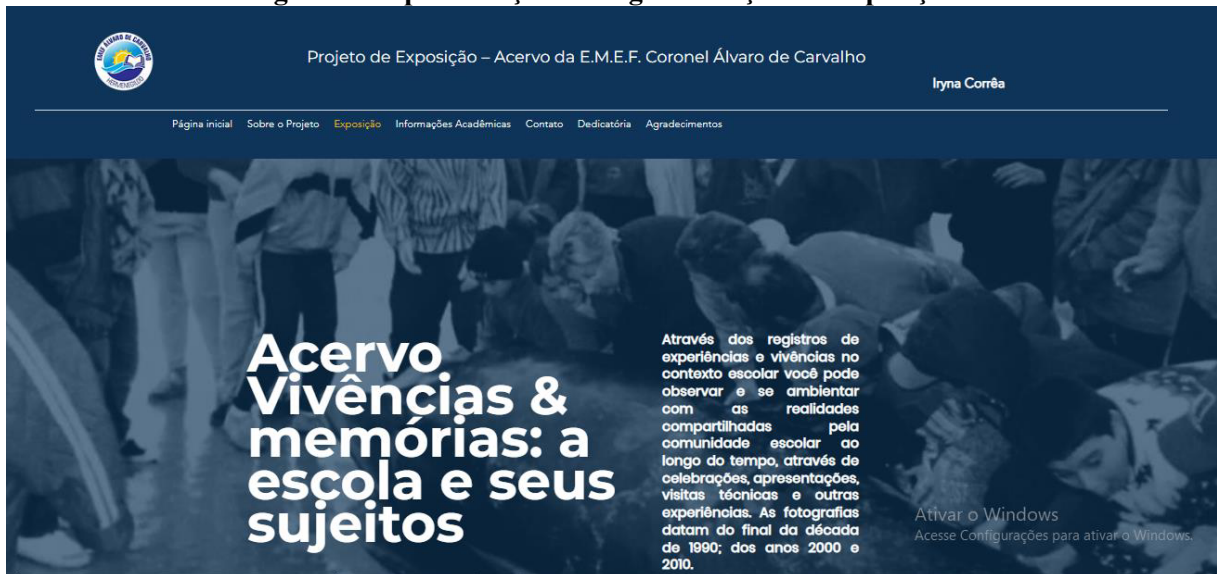 Projeto de Exposição – Acervo da E.M.E.F. Coronel Álvaro de Carvalho
Iryna Corrêa
Página inicial Sobre o Projeto Exposição Informações Acadêmicas Contato Dedicatória Agradecimentos
Acervo
Vivências &
memórias: a
escola e seus
sujeitos
Através dos registros de
experiências e vivências no
contexto escolar você pode
observar e se ambientar
com as realidades
compartilhadas pela
comunidade escolar ao
longo do tempo, através de
celebrações, apresentações,
visitas técnicas e outras
experiências. As fotografias
datam do final da década
de 1990; dos anos 2000 e
2010.
Ativar o Windows
Acesse Configurações para ativar o Windows.